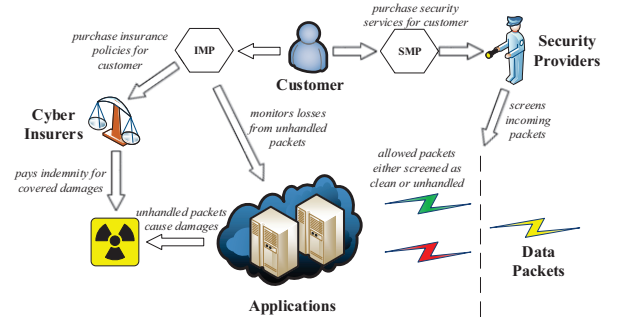 purchase insurance
policies for
customer
IMP
Customer
purchase security
services for customer
SMP
Security
Providers
Cyber
Insurers
monitors losses
from unhandled
packets
screens
incoming
packets
pays indemnity for
covered damages
allowed packets
either screened as
clean or unhandled
unhandled packets
cause damages
Data
Packets
Applications